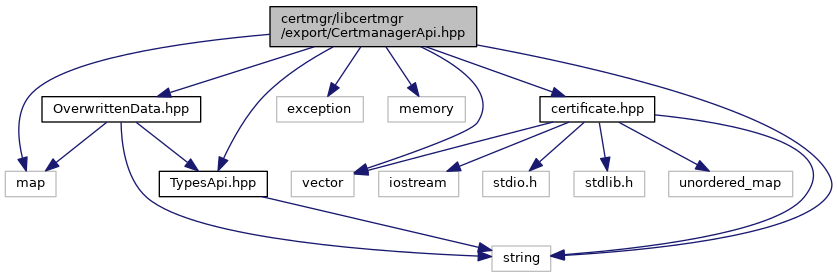 certmgr/libcertmgr
/export/CertmanagerApi.hpp
OverwrittenData.hpp
exception
memory
certificate.hpp
map
TypesApi.hpp
vector
iostream
stdio.h
stdlib.h
unordered_map
string